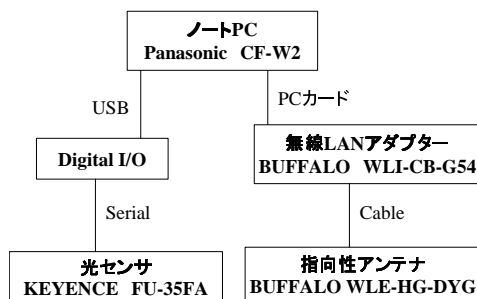 ノートPC
Panasonic CF-W2
USB
PCカード
Digital I/O
無線LANアダプター
BUFFALO WLI-CB-G54
Serial
Cable
光センサ
KEYENCE FU-35FA
指向性アンテナ
BUFFALO WLE-HG-DYG